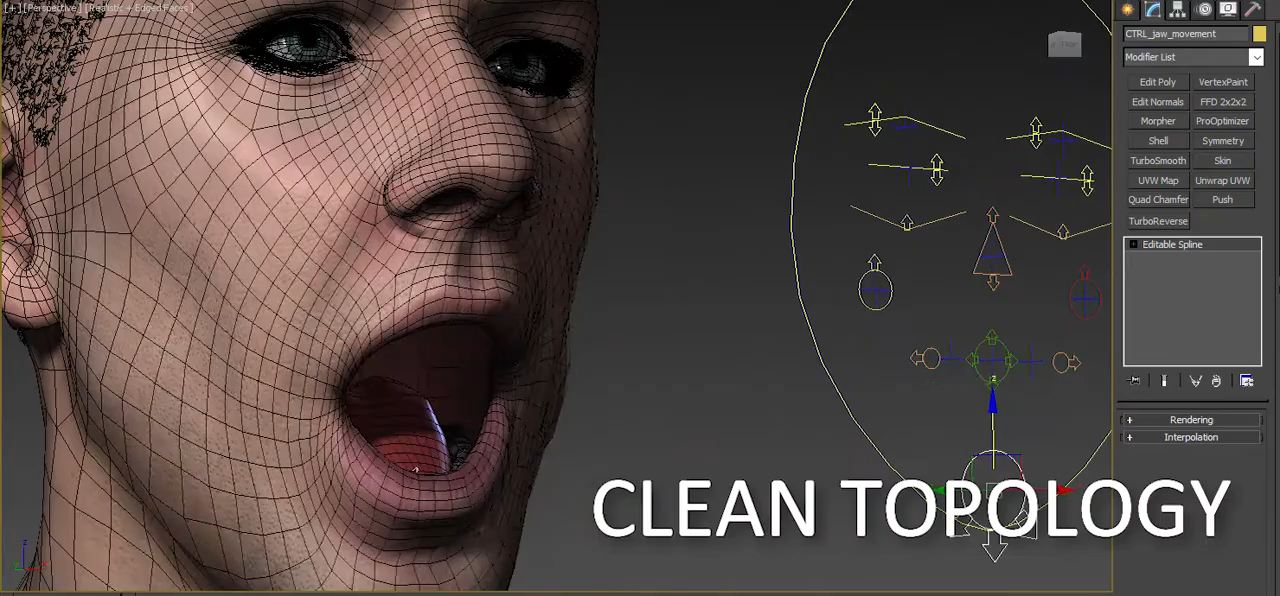 [+] [Perspective] [Realistic + Edged Faces]
CTRL_jaw_movement
Modifier List
Edit Poly VertexPaint
Edit Normals FFD 2x2x2
Morpher ProOptimizer
Shell Symmetry
TurboSmooth Skin
UVW Map Unwrap UVW
Quad Chamfer Push
TurboReverse
Editable Spline
+ Rendering
+ Interpolation
z
CLEAN TOPOLOGY
z